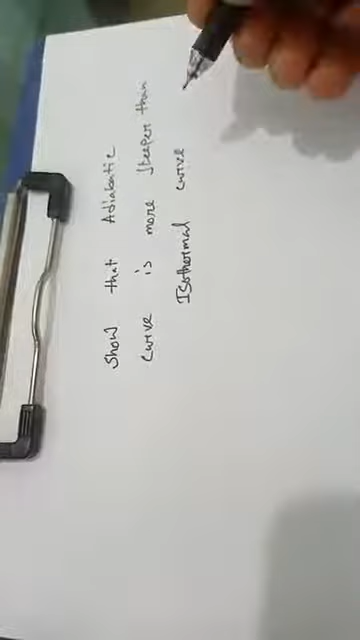 Show that Adiabatic
curve is more steeper than
Isothermal curve